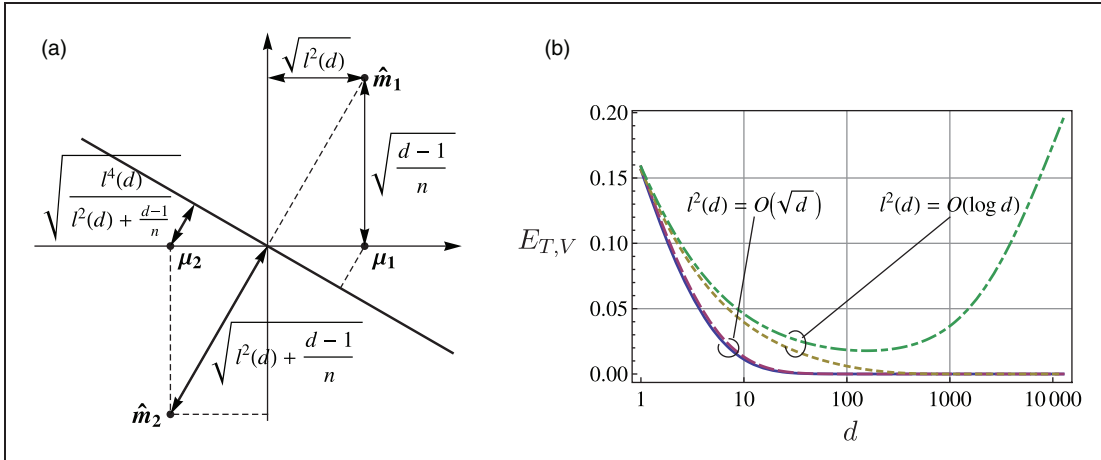 (a)
√l²(d)
m̂₁
√((d − 1)/n)
√(l⁴(d)/(l²(d) + (d−1)/n))
μ₂
μ₁
√(l²(d) + (d − 1)/n)
m̂₂
(b)
0.20
0.15
0.10
0.05
0.00
E_{T,V}
l²(d) = O(√d)
l²(d) = O(log d)
1
10
100
1000
10 000
d